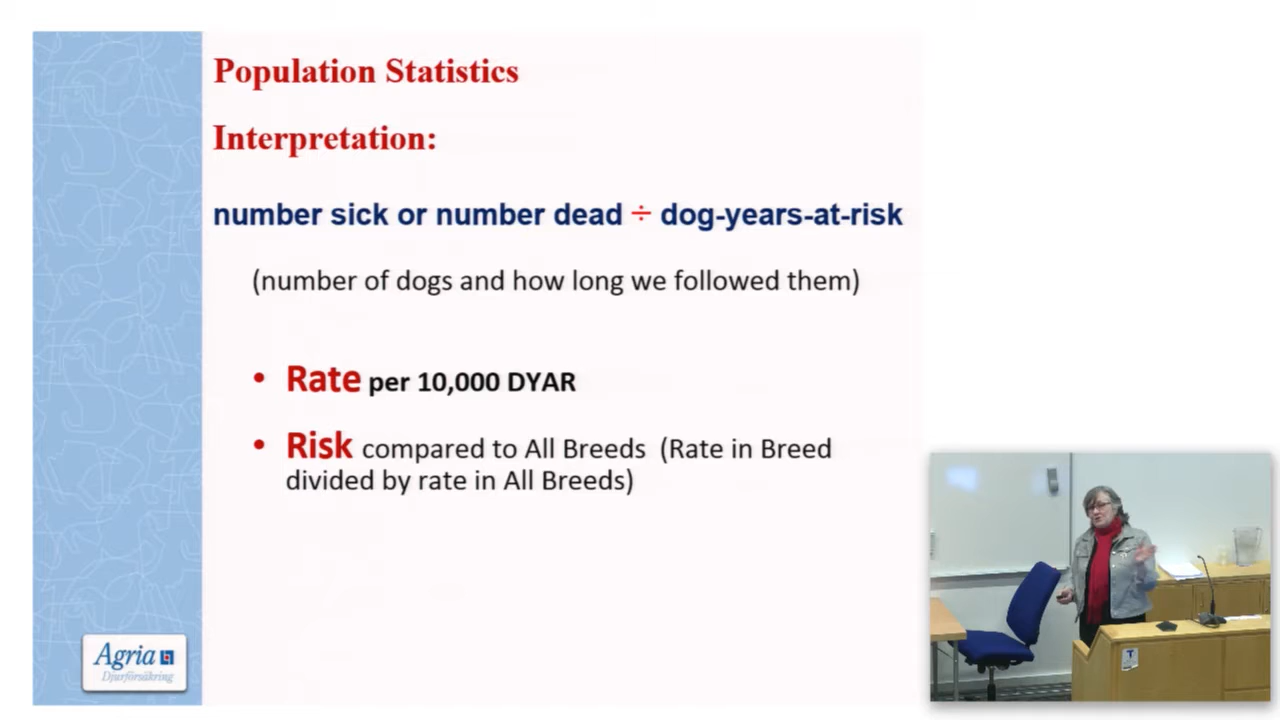 Population Statistics
Interpretation:
number sick or number dead ÷ dog-years-at-risk
(number of dogs and how long we followed them)
• Rate per 10,000 DYAR
• Risk compared to All Breeds (Rate in Breed
divided by rate in All Breeds)
Agria
Djurförsäkring